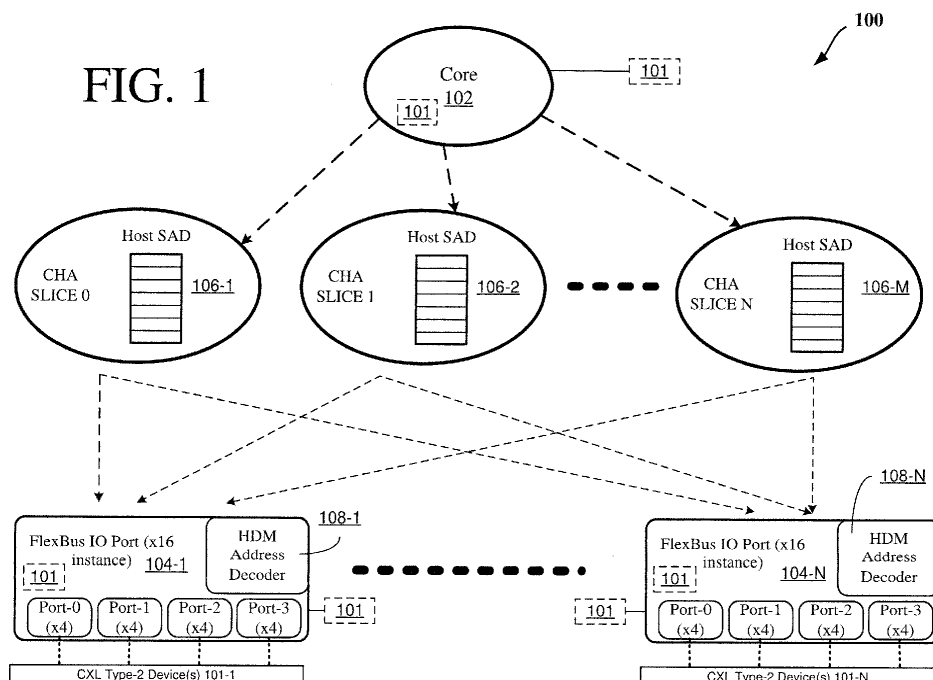 100
FIG. 1
Core
102
101
101
Host SAD
CHA
SLICE 0
106-1
Host SAD
CHA
SLICE 1
106-2
Host SAD
CHA
SLICE N
106-M
108-1
108-N
FlexBus IO Port (x16
instance)
104-1
101
HDM
Address
Decoder
Port-0
(x4)
Port-1
(x4)
Port-2
(x4)
Port-3
(x4)
101
CXL Type-2 Device(s) 101-1
FlexBus IO Port (x16
instance)
104-N
101
HDM
Address
Decoder
101
Port-0
(x4)
Port-1
(x4)
Port-2
(x4)
Port-3
(x4)
CXL Type-2 Device(s) 101-N